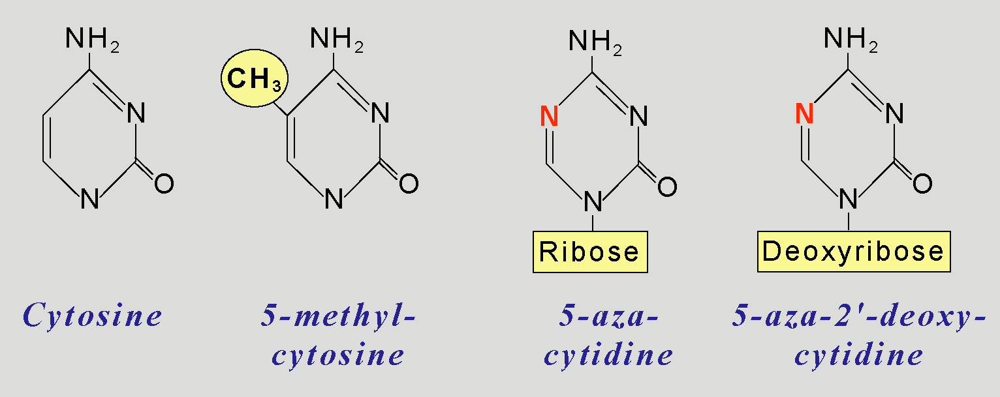 NH2 NH2 NH2 NH2
CH3
N N N N N N
O O O O
N N N N
Ribose Deoxyribose
Cytosine 5-methyl- 5-aza- 5-aza-2'-deoxy-
cytosine cytidine cytidine